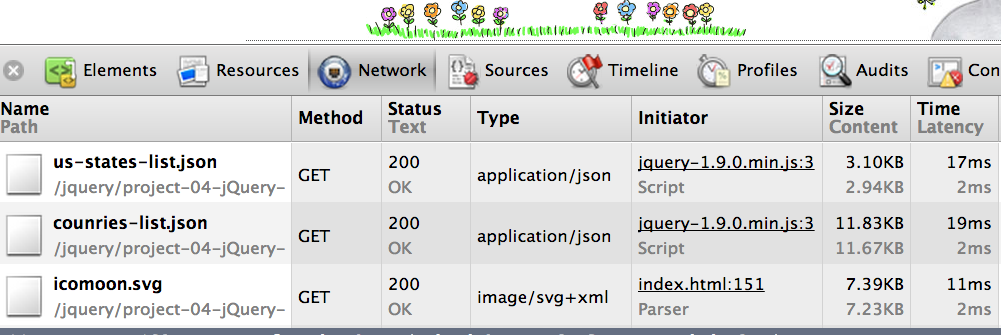 Elements Resources Network Sources Timeline Profiles Audits Con
Name Method Status Type Initiator Size Time
Path Text Content Latency
us-states-list.json 200 jquery-1.9.0.min.js:3 3.10KB 17ms
GET application/json
/jquery/project-04-jQuery- OK Script 2.94KB 2ms
counries-list.json 200 jquery-1.9.0.min.js:3 11.83KB 19ms
GET application/json
/jquery/project-04-jQuery- OK Script 11.67KB 2ms
icomoon.svg 200 index.html:151 7.39KB 11ms
GET image/svg+xml
/jquery/project-04-jQuery- OK Parser 7.23KB 2ms